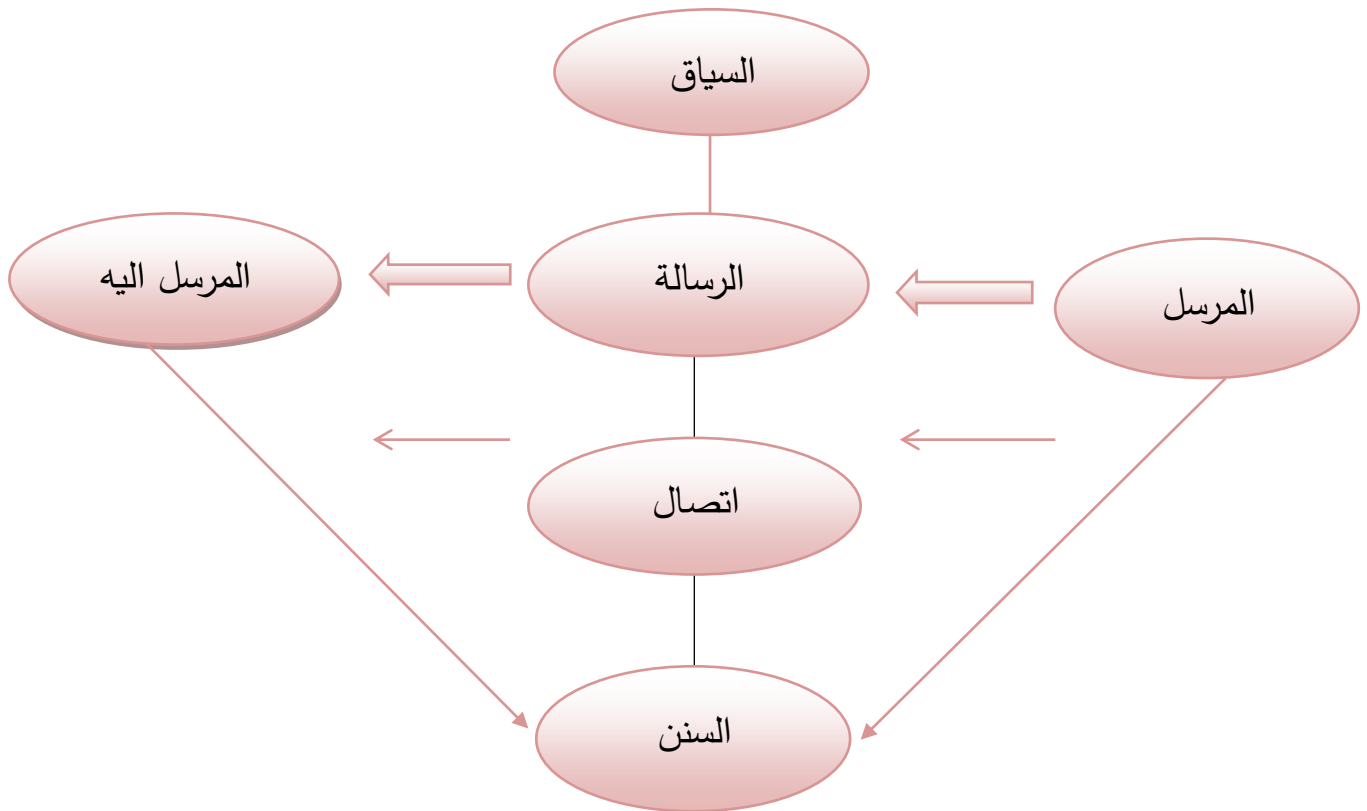 السياق
المرسل
الرسالة
المرسل اليه
اتصال
السنن